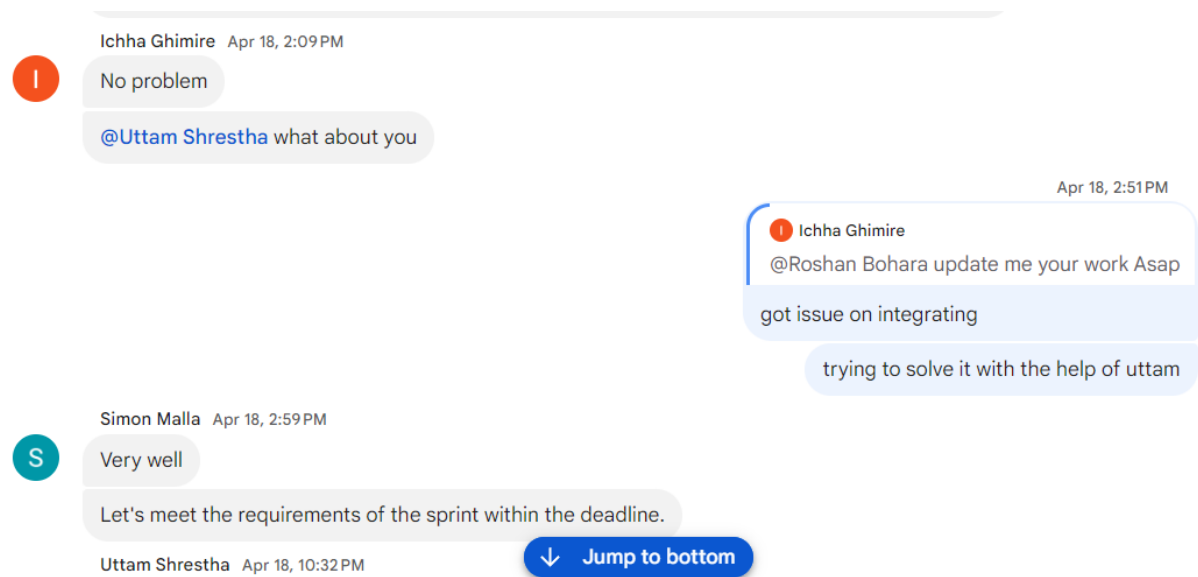 Ichha Ghimire Apr 18, 2:09 PM
I
No problem
@Uttam Shrestha what about you
Apr 18, 2:51 PM
I Ichha Ghimire
@Roshan Bohara update me your work Asap
got issue on integrating
trying to solve it with the help of uttam
Simon Malla Apr 18, 2:59 PM
S
Very well
Let's meet the requirements of the sprint within the deadline.
Jump to bottom
Uttam Shrestha Apr 18, 10:32 PM